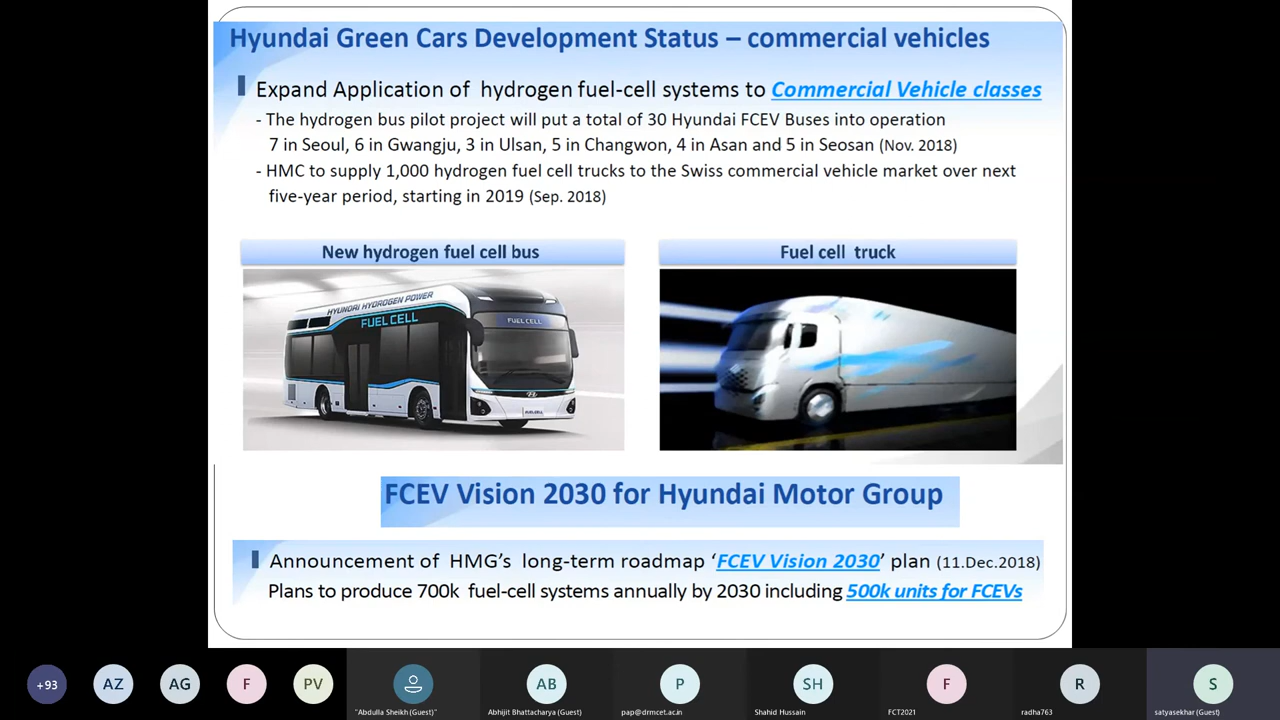 Hyundai Green Cars Development Status – commercial vehicles
Expand Application of hydrogen fuel-cell systems to Commercial Vehicle classes
- The hydrogen bus pilot project will put a total of 30 Hyundai FCEV Buses into operation
7 in Seoul, 6 in Gwangju, 3 in Ulsan, 5 in Changwon, 4 in Asan and 5 in Seosan (Nov. 2018)
- HMC to supply 1,000 hydrogen fuel cell trucks to the Swiss commercial vehicle market over next
five-year period, starting in 2019 (Sep. 2018)
New hydrogen fuel cell bus
Fuel cell truck
HYUNDAI HYDROGEN POWER
FUEL CELL
FUEL CELL
FUELCELL
FCEV Vision 2030 for Hyundai Motor Group
Announcement of HMG's long-term roadmap ‘FCEV Vision 2030’ plan (11.Dec.2018)
Plans to produce 700k fuel-cell systems annually by 2030 including 500k units for FCEVs
+93
AZ
AG
F
PV
"Abdulla Sheikh (Guest)"
AB
Abhijit Bhattacharya (Guest)
P
pap@drmcet.ac.in
SH
Shahid Hussain
F
FCT2021
R
radha763
S
satyasekhar (Guest)